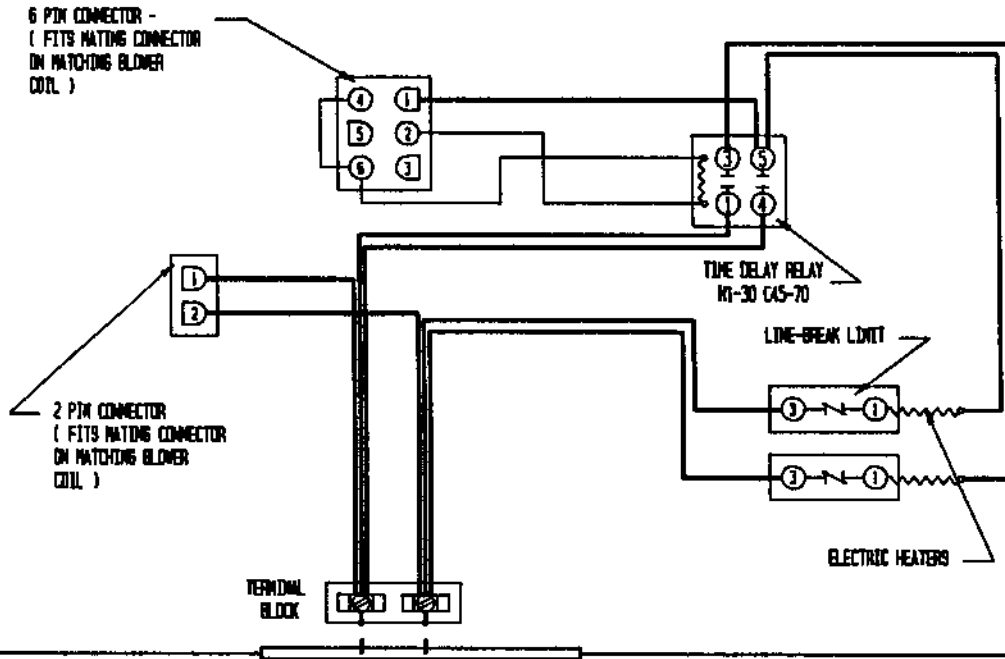 6 PIN CONNECTOR -
( FITS MATING CONNECTOR
ON MATCHING BLOWER
COIL )
4 1
5 2
6 3
3 5
1 4
TIME DELAY RELAY
HT-30 C45-70
1
2
LINE-BREAK LIMIT
2 PIN CONNECTOR
( FITS MATING CONNECTOR
ON MATCHING BLOWER
COIL )
3 1
3 1
ELECTRIC HEATERS
TERMINAL
BLOCK